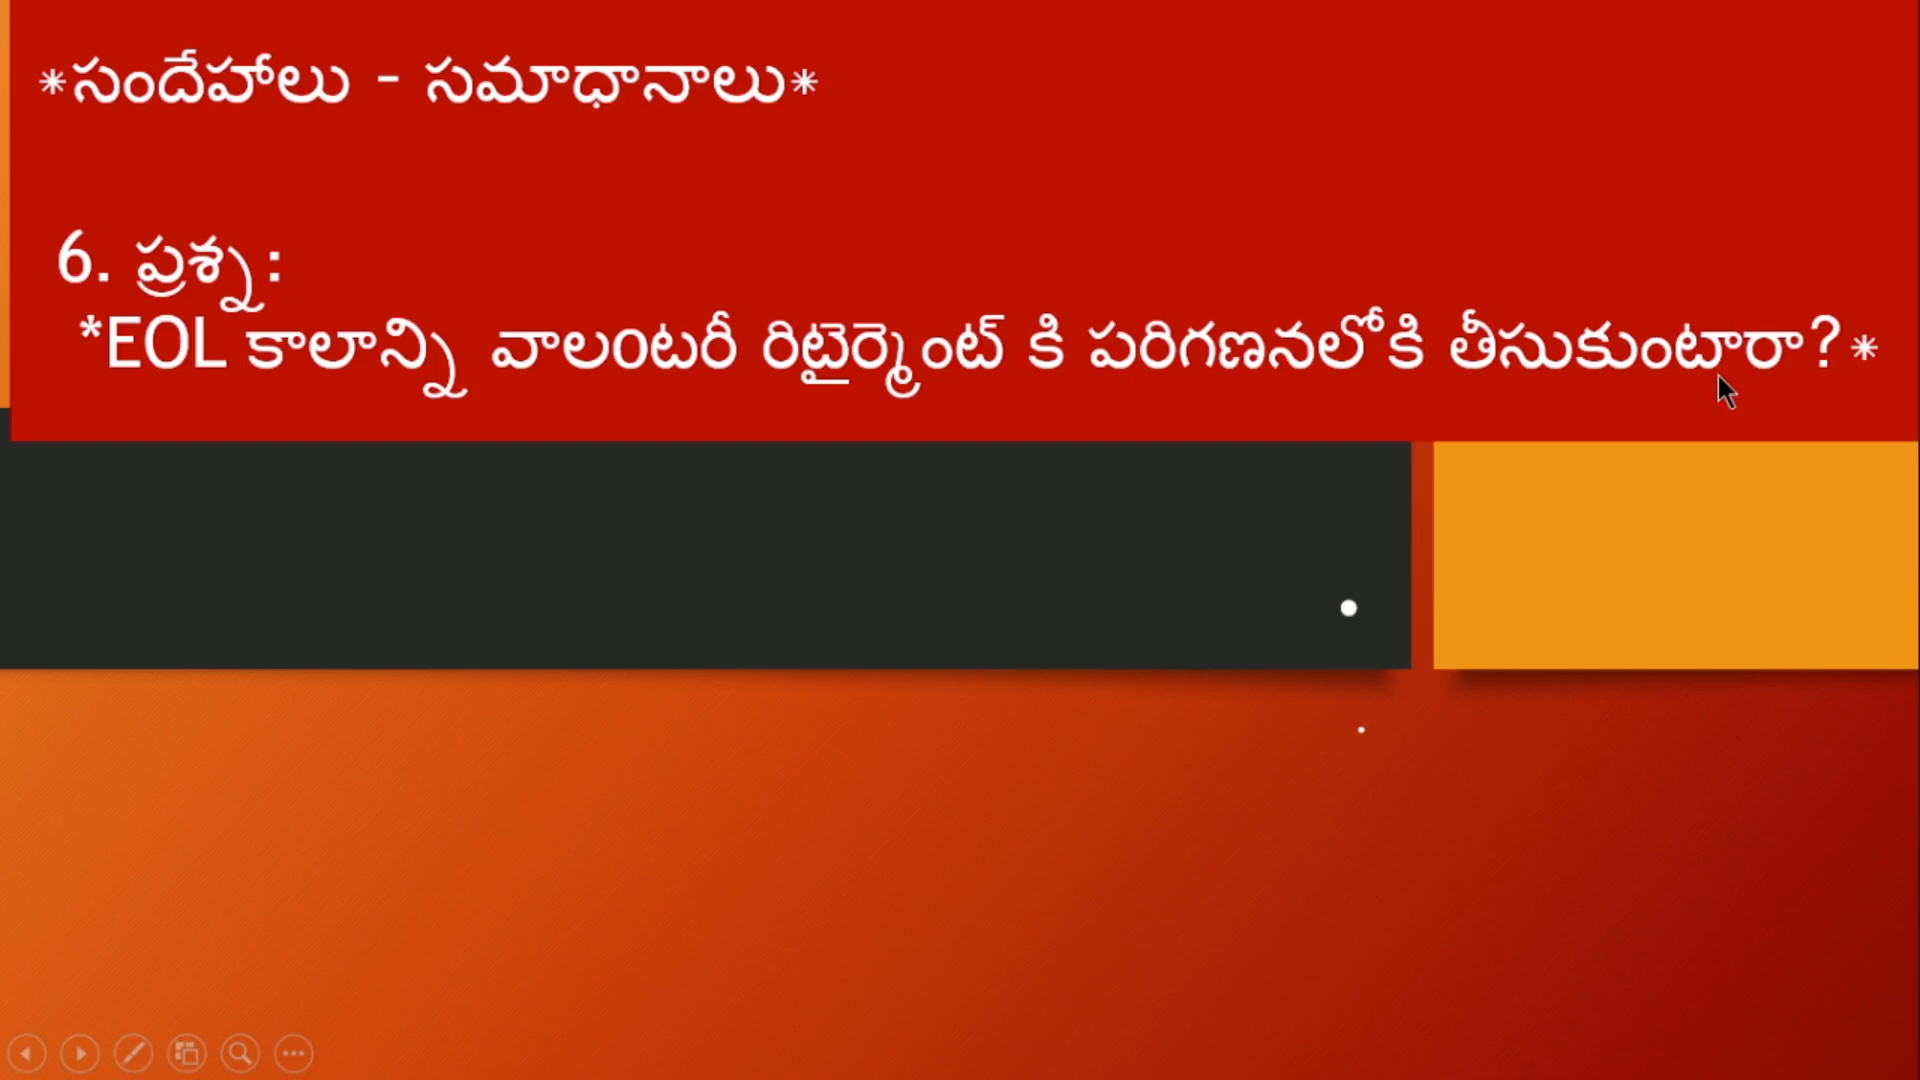 *సందేహాలు - సమాధానాలు*
6. ప్రశ్న:
*EOL కాలాన్ని వాలంటరీ రిటైర్మెంట్ కి పరిగణనలోకి తీసుకుంటారా?*